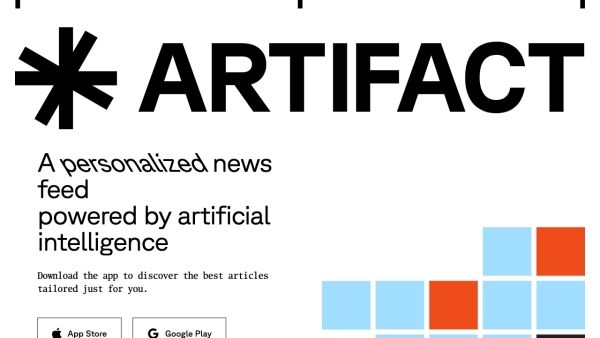 ARTIFACT
A personalized news
feed
powered by artificial
intelligence
Download the app to discover the best articles
tailored just for you.
App Store
Google Play